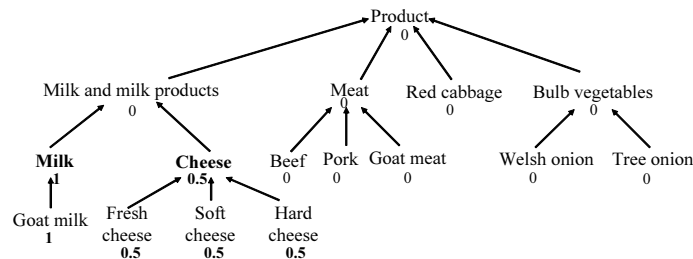 Product
0
Milk and milk products
0
Meat
0
Red cabbage
0
Bulb vegetables
0
Milk
1
Cheese
0.5
Beef
0
Pork
0
Goat meat
0
Welsh onion
0
Tree onion
0
Goat milk
1
Fresh
cheese
0.5
Soft
cheese
0.5
Hard
cheese
0.5